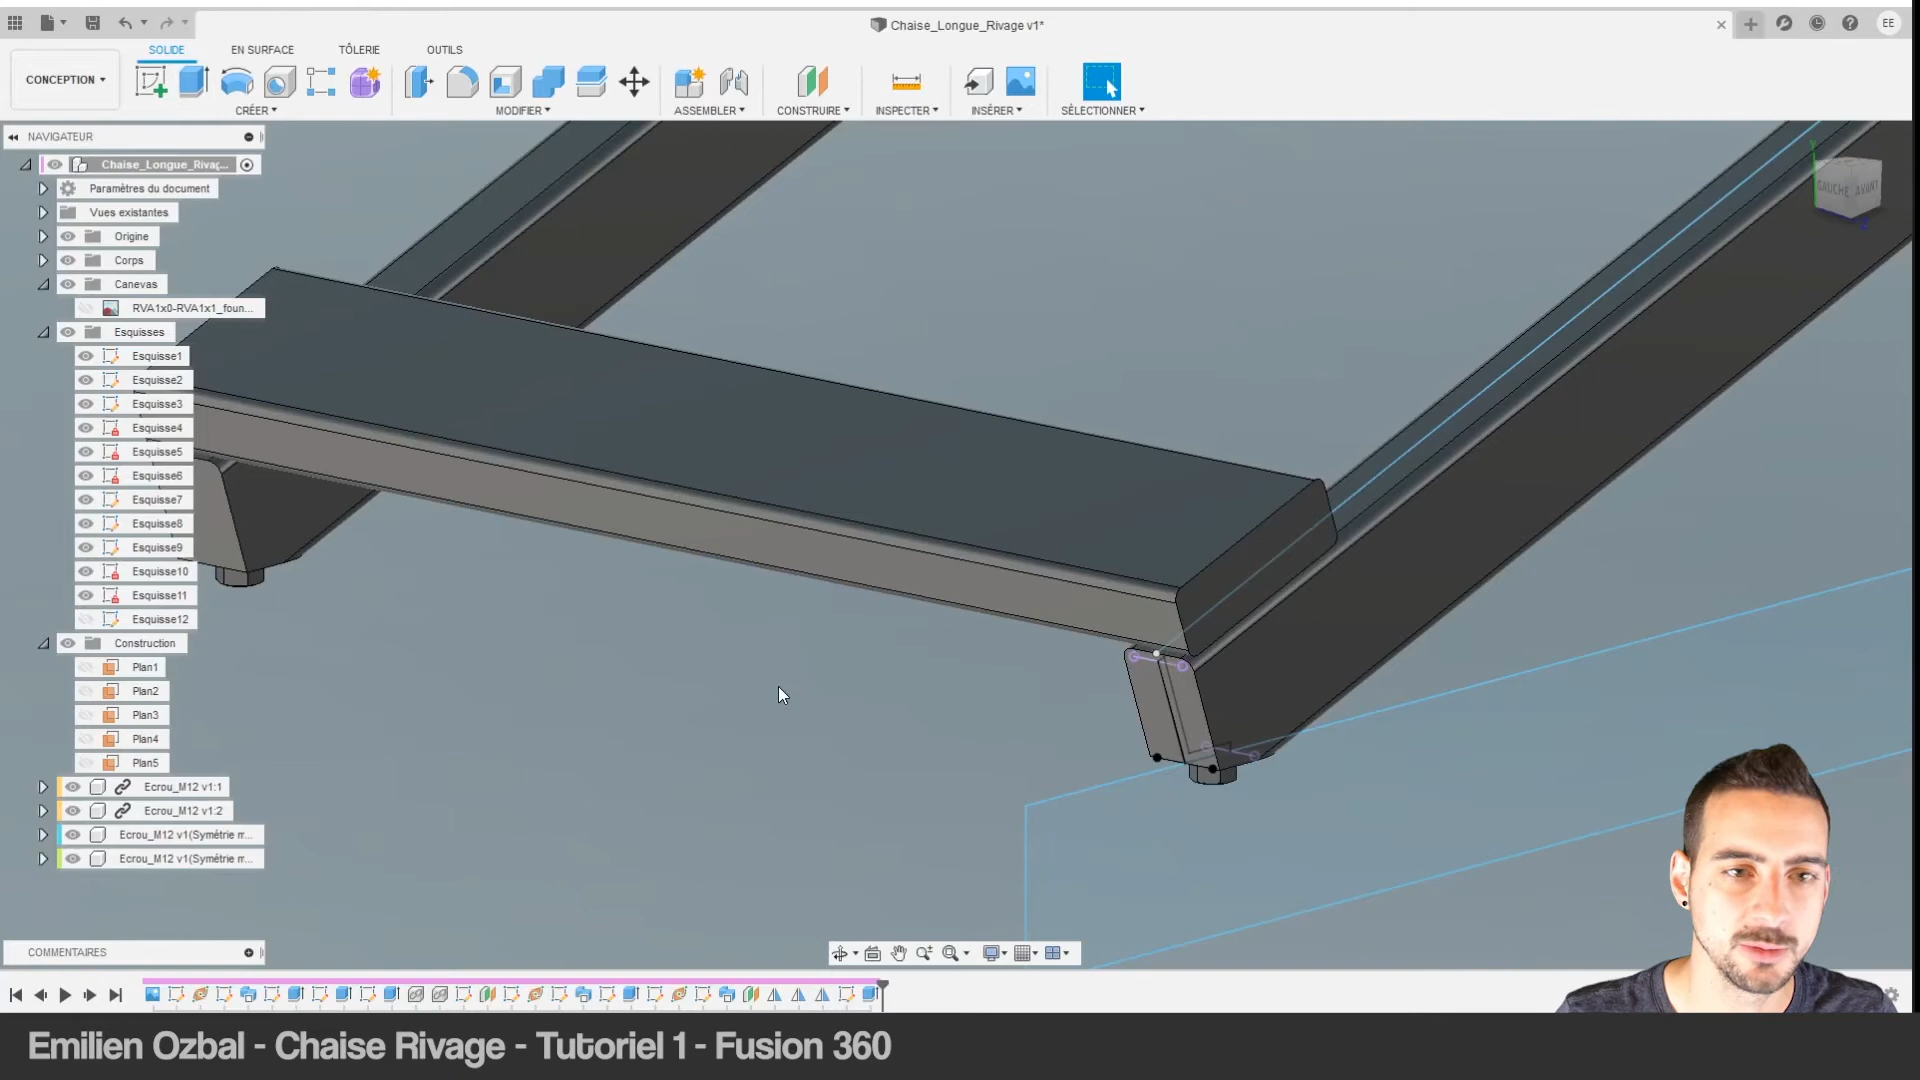 Chaise_Longue_Rivage v1*
EE
SOLIDE
EN SURFACE
TÔLERIE
OUTILS
CONCEPTION
CRÉER
MODIFIER
ASSEMBLER
CONSTRUIRE
INSPECTER
INSÉRER
SÉLECTIONNER
NAVIGATEUR
Chaise_Longue_Rivag...
Paramètres du document
Vues existantes
Origine
Corps
Canevas
RVA1x0-RVA1x1_foun...
Esquisses
Esquisse1
Esquisse2
Esquisse3
Esquisse4
Esquisse5
Esquisse6
Esquisse7
Esquisse8
Esquisse9
Esquisse10
Esquisse11
Esquisse12
Construction
Plan1
Plan2
Plan3
Plan4
Plan5
Ecrou_M12 v1:1
Ecrou_M12 v1:2
Ecrou_M12 v1(Symétrie m...
Ecrou_M12 v1(Symétrie m...
Y
GAUCHE AVANT
Z
COMMENTAIRES
Emilien Ozbal - Chaise Rivage - Tutoriel 1 - Fusion 360